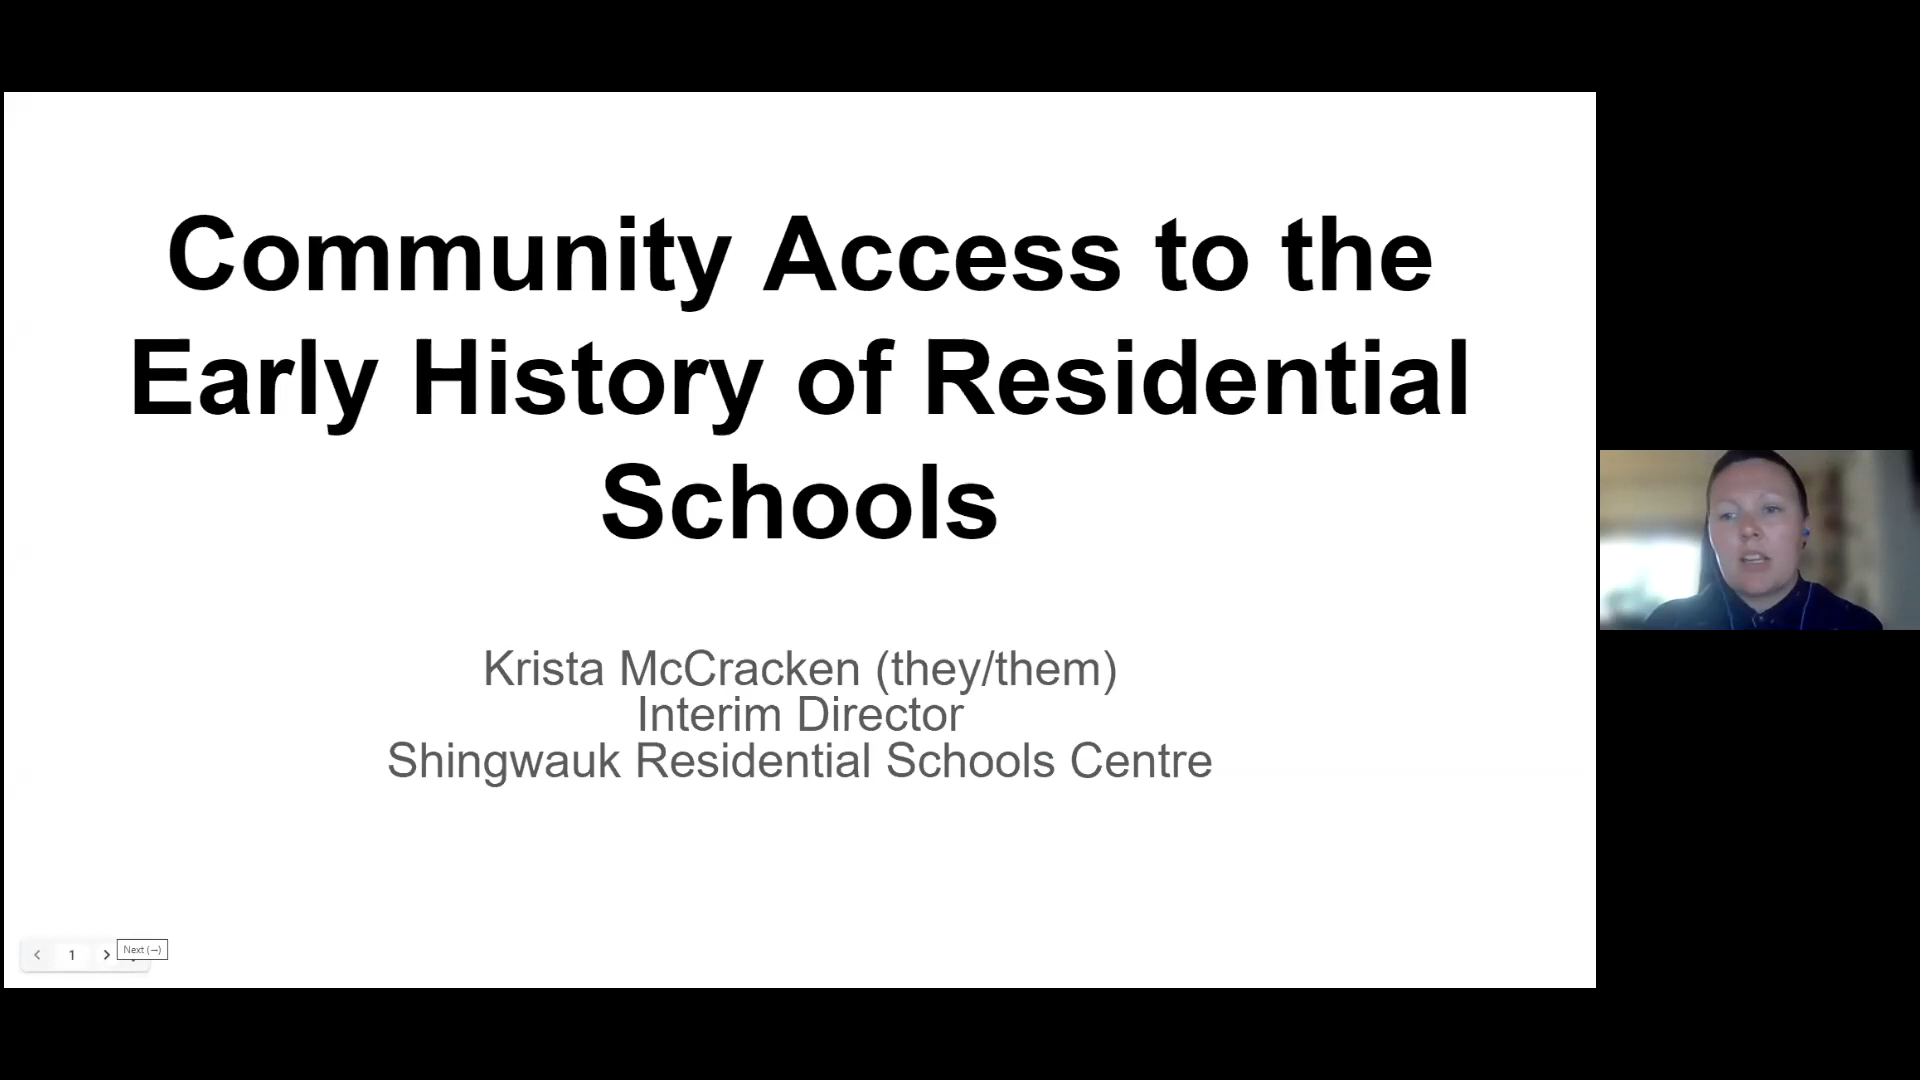 Community Access to the
Early History of Residential
Schools
Krista McCracken (they/them)
Interim Director
Shingwauk Residential Schools Centre
1
Next (→)